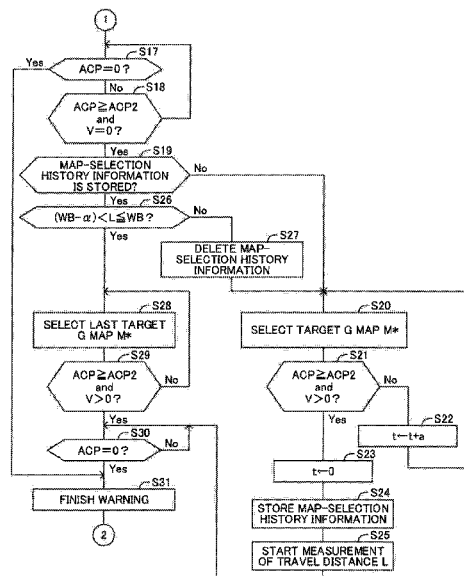 1
S17
Yes
ACP=0?
No
S18
ACP≧ACP2
and
V=0?
Yes
S19
MAP-SELECTION
HISTORY INFORMATION
IS STORED?
No
Yes
S26
(WB-α)<L≦WB?
No
Yes
S27
DELETE MAP-
SELECTION HISTORY
INFORMATION
S28
SELECT LAST TARGET
G MAP M*
S29
ACP≧ACP2
and
V>0?
No
Yes
S30
ACP=0?
No
Yes
S31
FINISH WARNING
2
S20
SELECT TARGET G MAP M*
S21
ACP≧ACP2
and
V>0?
No
S22
t←t+a
Yes
S23
t←0
S24
STORE MAP-SELECTION
HISTORY INFORMATION
S25
START MEASUREMENT
OF TRAVEL DISTANCE L